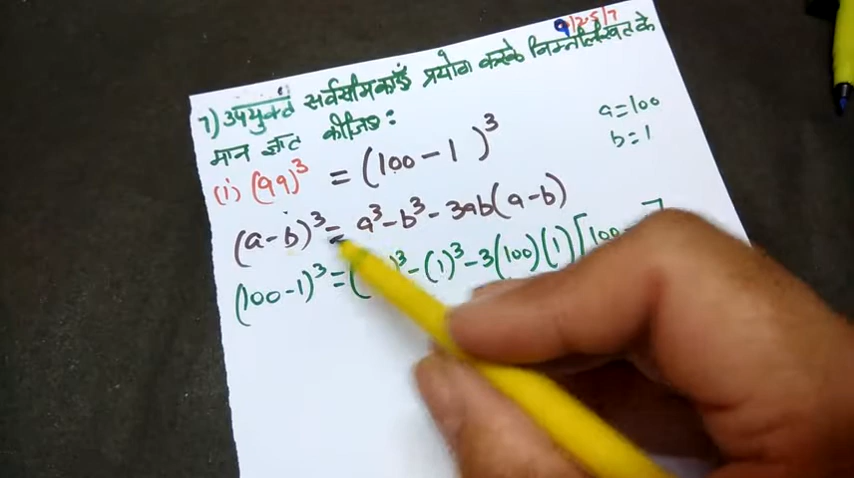 9/2.5/7
7) उपयुक्त सर्वसमिकाओं प्रयोग करके निम्नलिखित के
मान ज्ञात कीजिए:
a=100
b=1
(i) (99)³ = (100-1)³
(a-b)³ = a³-b³-3ab(a-b)
(100-1)³ = ( )³-(1)³-3(100)(1)[100-